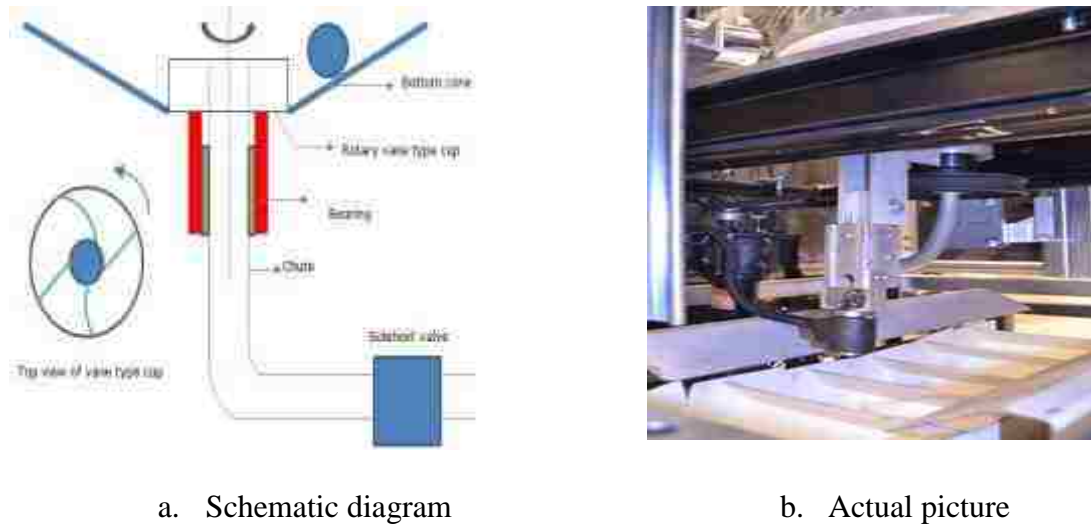 Bottom cone
Rotary vane type cup
Bearing
Chute
Solenoid valve
Top view of vane type cup
a. Schematic diagram
b. Actual picture